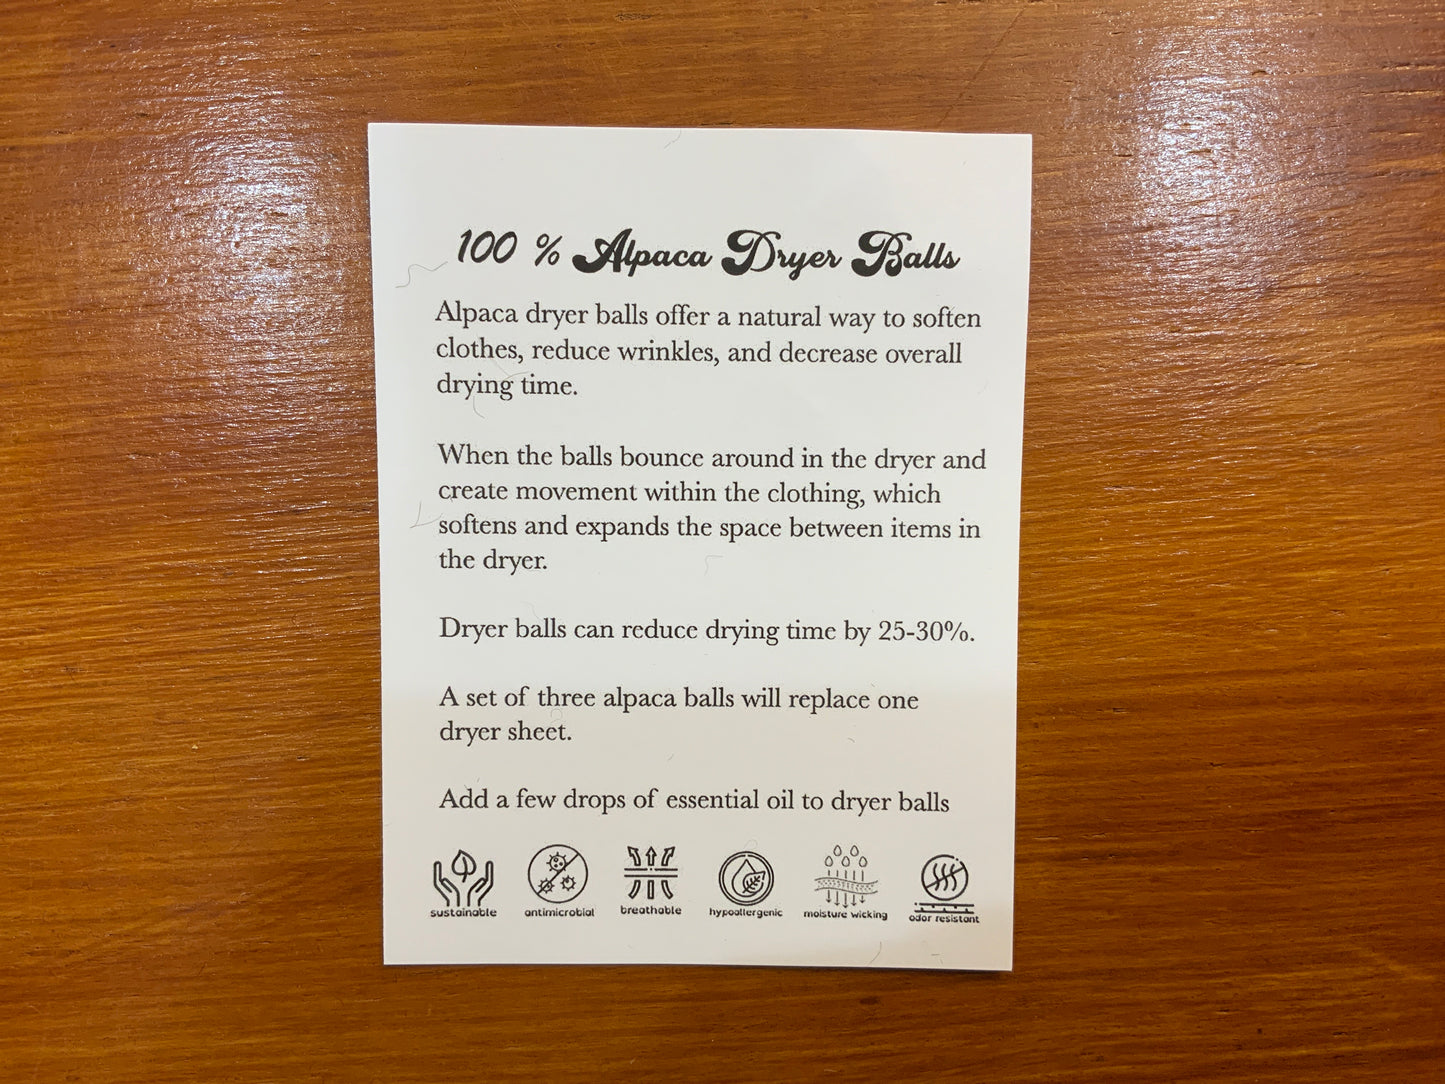 100 % Alpaca Dryer Balls
Alpaca dryer balls offer a natural way to soften
clothes, reduce wrinkles, and decrease overall
drying time.
When the balls bounce around in the dryer and
create movement within the clothing, which
softens and expands the space between items in
the dryer.
Dryer balls can reduce drying time by 25-30%.
A set of three alpaca balls will replace one
dryer sheet.
Add a few drops of essential oil to dryer balls
sustainable antimicrobial breathable hypoallergenic moisture wicking odor resistant